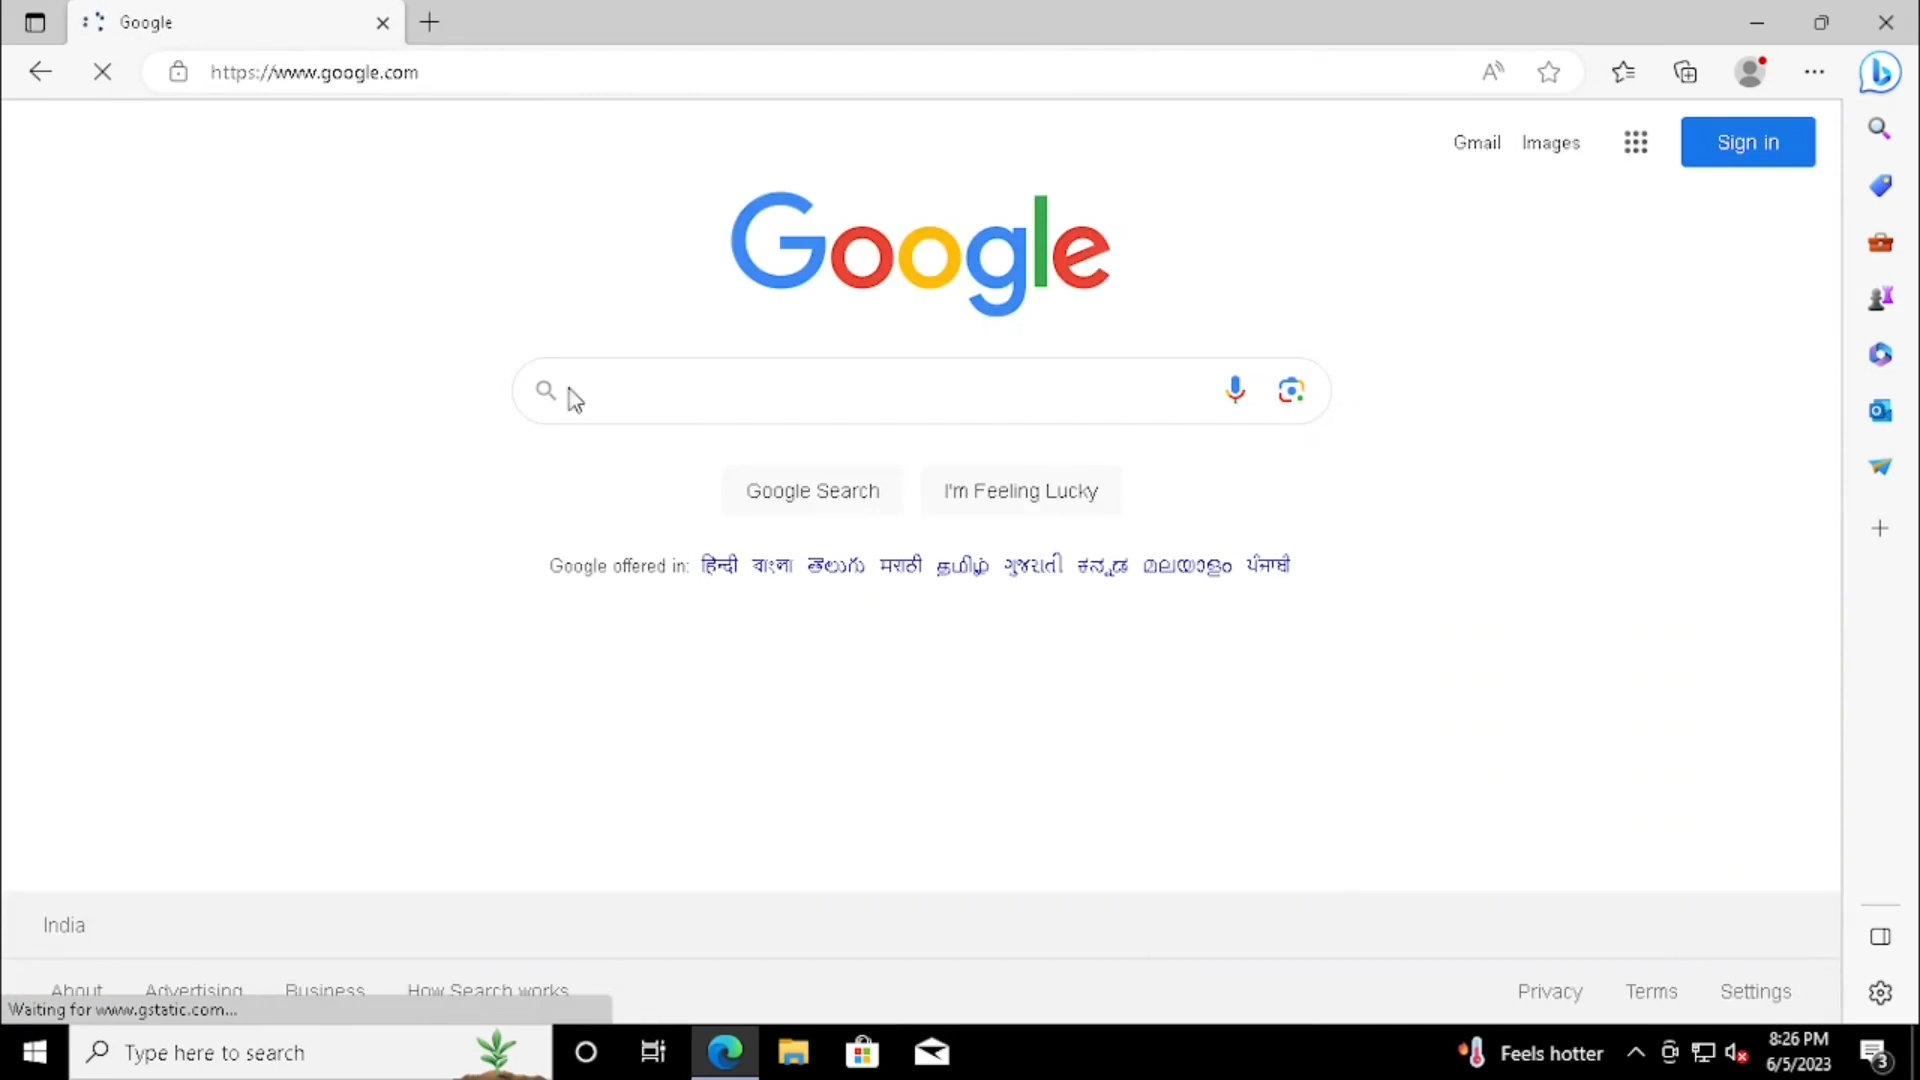 Google
https://www.google.com
Gmail Images Sign in
Google
Google Search I'm Feeling Lucky
Google offered in: हिन्दी বাংলা తెలుగు मराठी தமிழ் ગુજરાતી ಕನ್ನಡ മലയാളം ਪੰਜਾਬੀ
India
About Advertising Business How Search works Privacy Terms Settings
Waiting for www.gstatic.com...
Type here to search Feels hotter 8:26 PM
6/5/2023 3